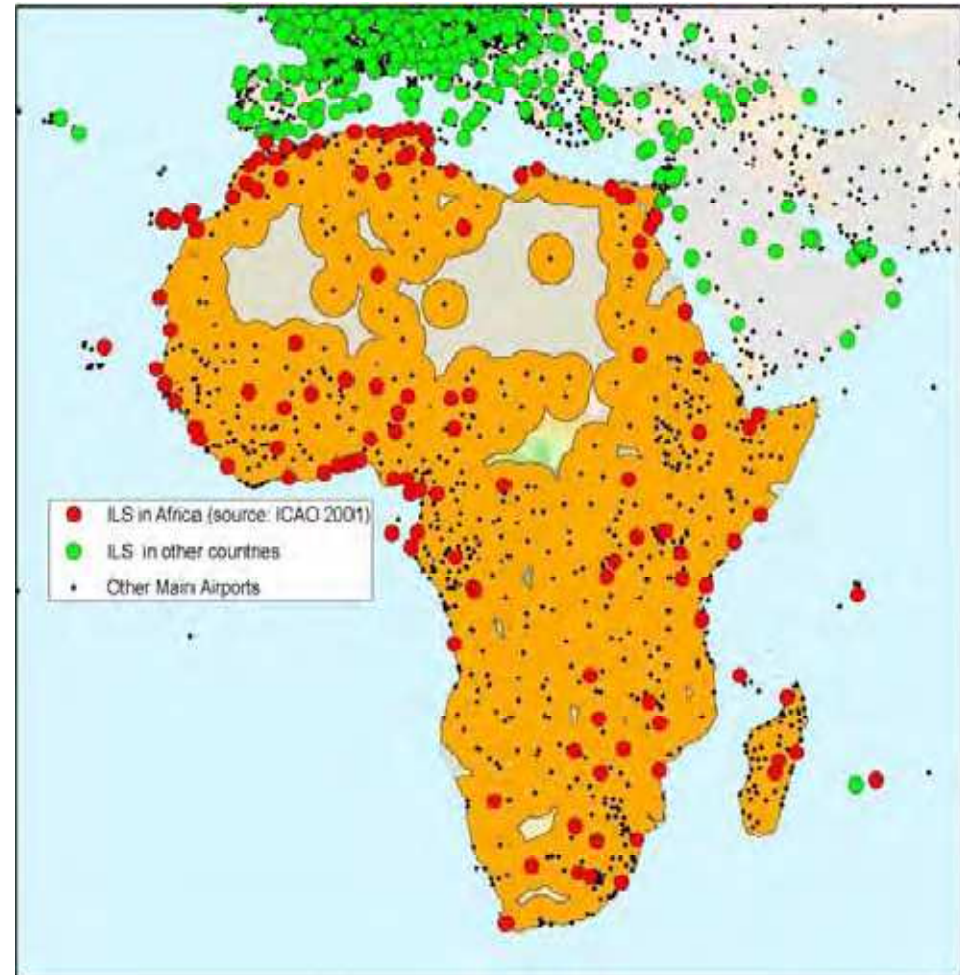 ILS in Africa (source: ICAO 2001)
ILS in other countries
Other Main Airports